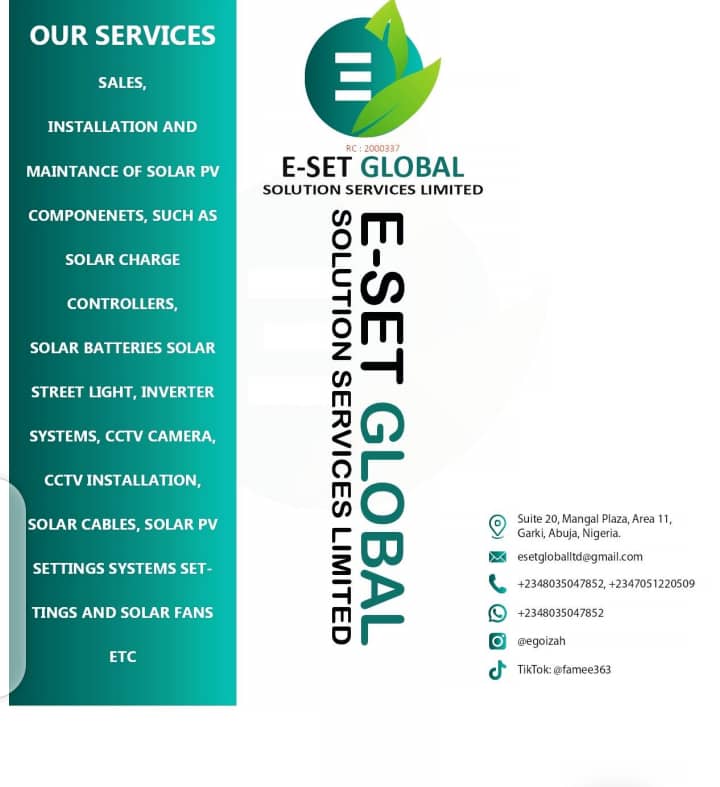 OUR SERVICES
SALES,
INSTALLATION AND
MAINTANCE OF SOLAR PV
COMPONENETS, SUCH AS
SOLAR CHARGE
CONTROLLERS,
SOLAR BATTERIES SOLAR
STREET LIGHT, INVERTER
SYSTEMS, CCTV CAMERA,
CCTV INSTALLATION,
SOLAR CABLES, SOLAR PV
SETTINGS SYSTEMS SET-
TINGS AND SOLAR FANS
ETC
E
RC : 2000337
E-SET GLOBAL
SOLUTION SERVICES LIMITED
E-SET GLOBAL
SOLUTION SERVICES LIMITED
Suite 20, Mangal Plaza, Area 11,
Garki, Abuja, Nigeria.
esetgloballtd@gmail.com
+2348035047852, +2347051220509
+2348035047852
@egoizah
TikTok: @famee363